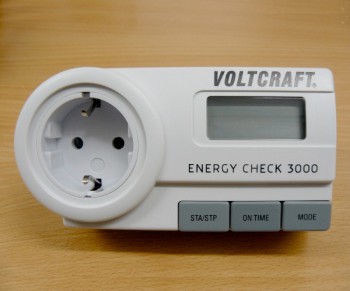 VOLTCRAFT®
ENERGY CHECK 3000
STA/STP ON TIME MODE